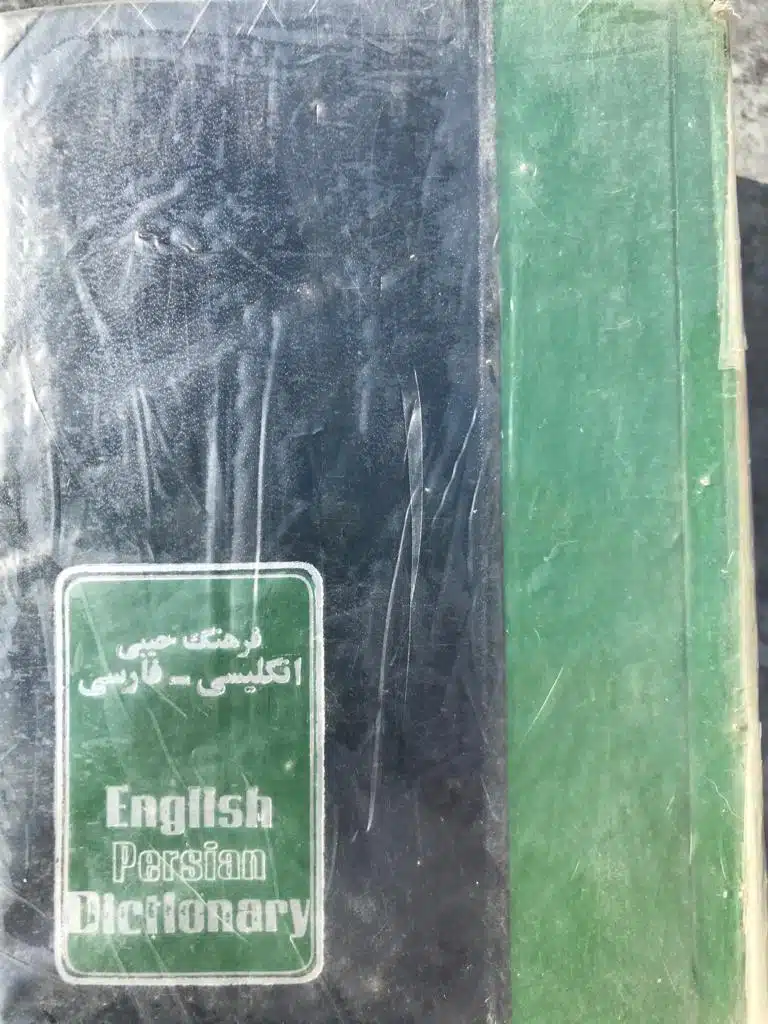 فرهنگ جیبی
انگلیسی - فارسی
English
Persian
Dictionary